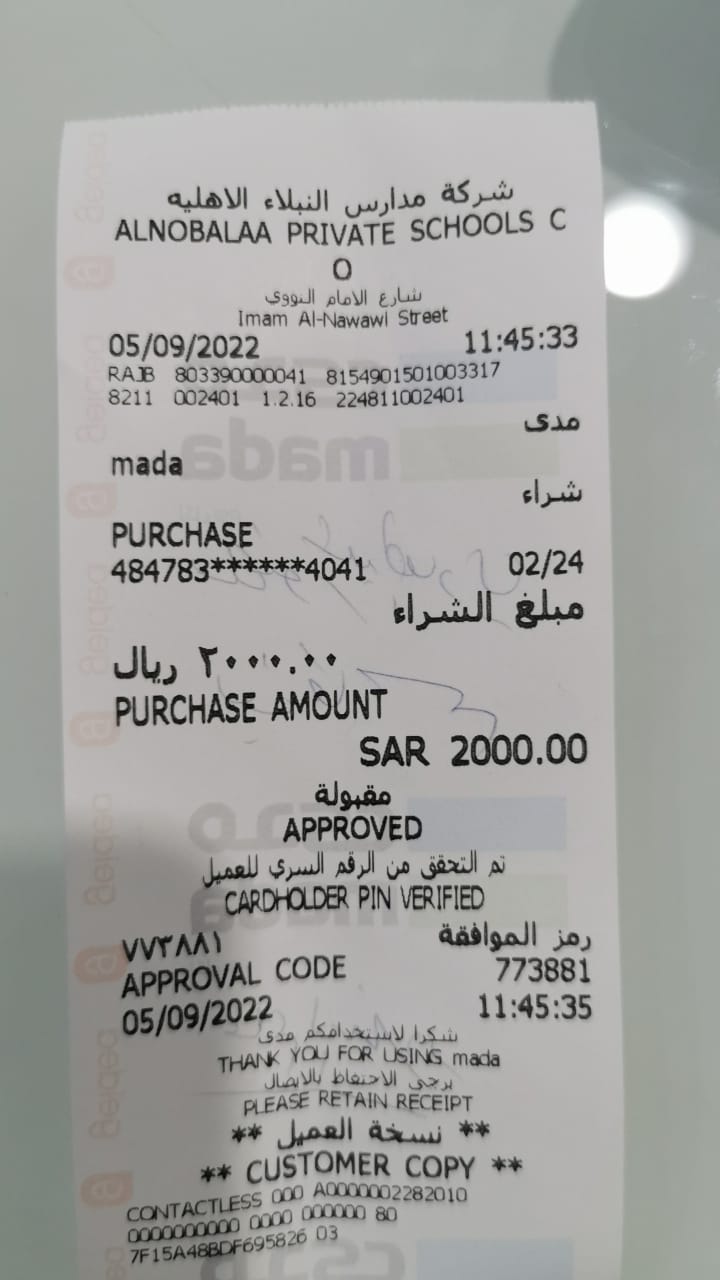 شركة مدارس النبلاء الاهليه
ALNOBALAA PRIVATE SCHOOLS C
O
شارع الامام النووي
Imam Al-Nawawi Street
05/09/2022 11:45:33
RAJB 803390000041 8154901501003317
8211 002401 1.2.16 224811002401
مدى
mada
شراء
PURCHASE
484783******4041 02/24
مبلغ الشراء
٢٠٠٠.٠٠ ريال
PURCHASE AMOUNT
SAR 2000.00
مقبولة
APPROVED
تم التحقق من الرقم السري للعميل
CARDHOLDER PIN VERIFIED
رمز الموافقة ٧٧٣٨٨١
APPROVAL CODE 773881
05/09/2022 11:45:35
شكرا لاستخدامكم مدى
THANK YOU FOR USING mada
يرجى الاحتفاظ بالايصال
PLEASE RETAIN RECEIPT
** نسخة العميل **
** CUSTOMER COPY **
CONTACTLESS 000 A0000002282010
0000000000 0000 000000 80
7F15A48BDF695826 03